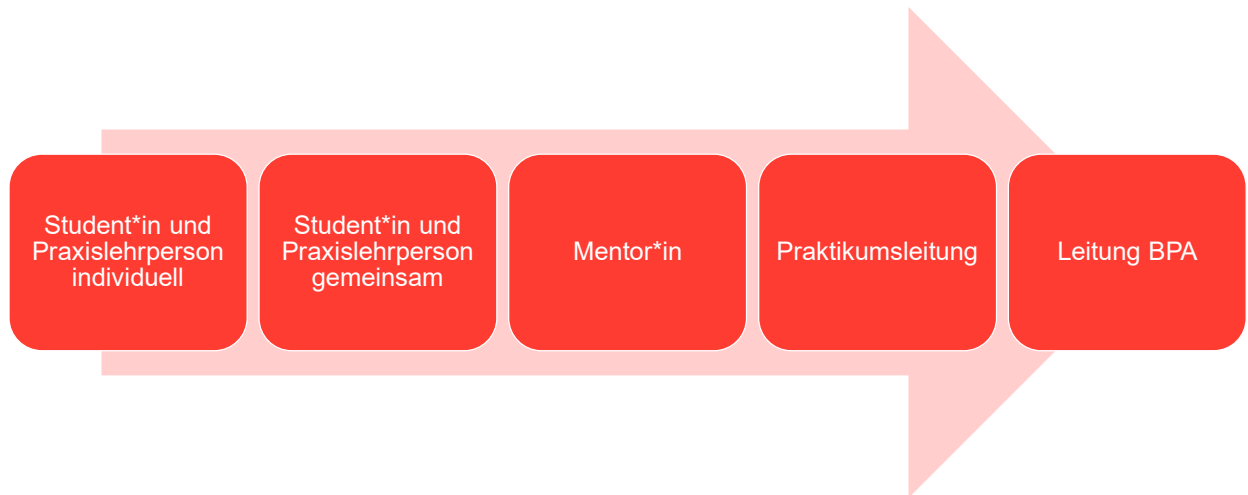 Student*in und
Praxislehrperson
individuell
Student*in und
Praxislehrperson
gemeinsam
Mentor*in
Praktikumsleitung
Leitung BPA